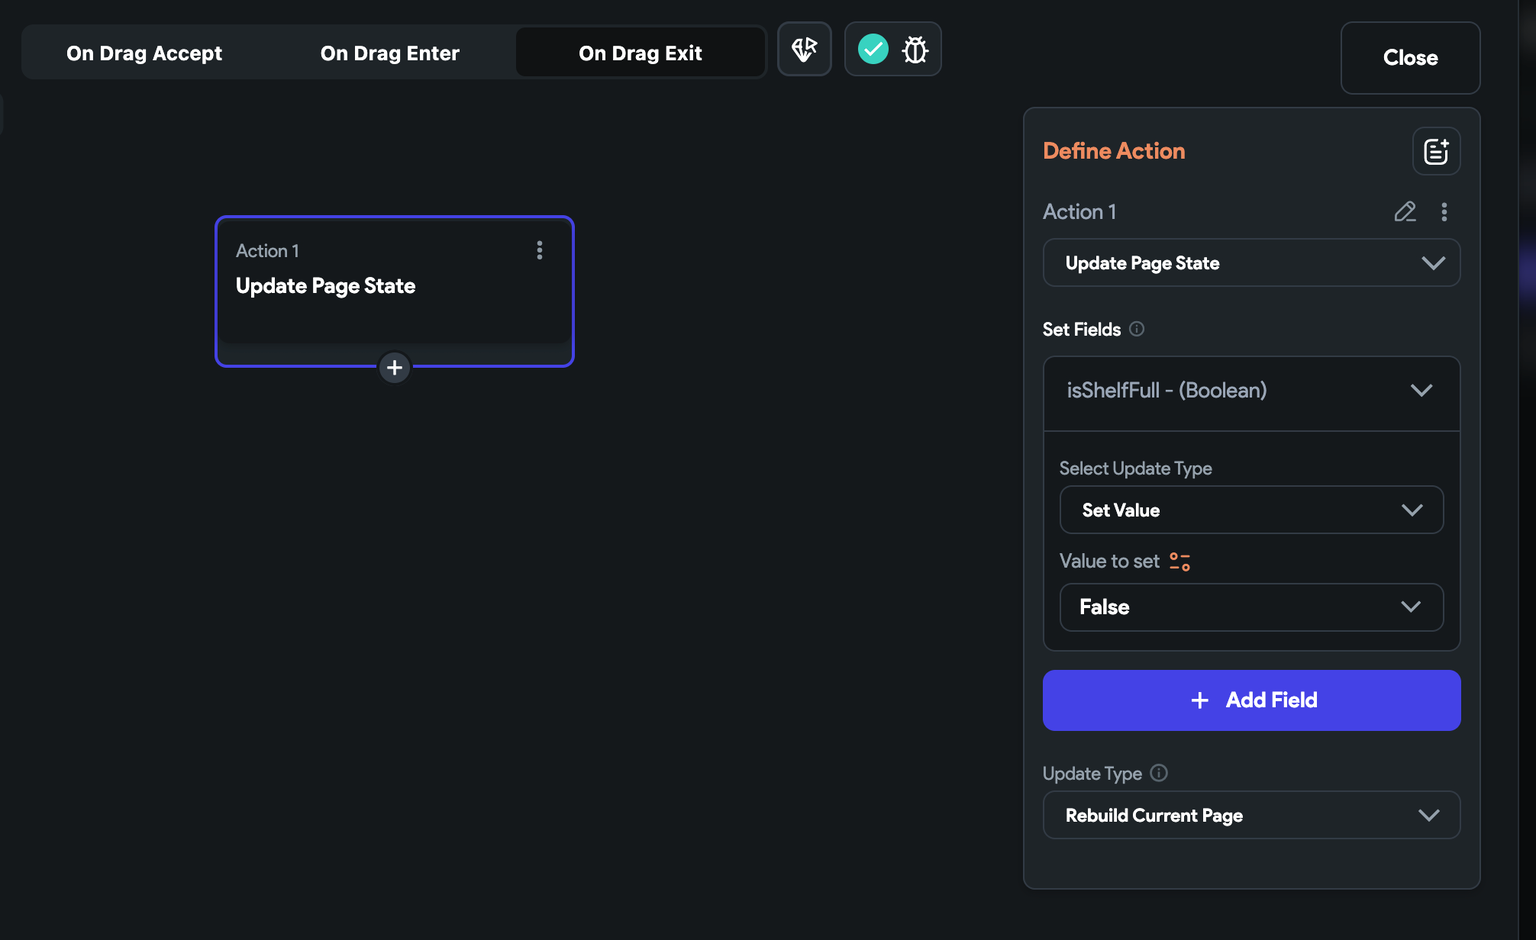 On Drag Accept
On Drag Enter
On Drag Exit
Close
Define Action
Action 1
Update Page State
Action 1
Update Page State
Set Fields
isShelfFull - (Boolean)
Select Update Type
Set Value
Value to set
False
+ Add Field
Update Type
Rebuild Current Page